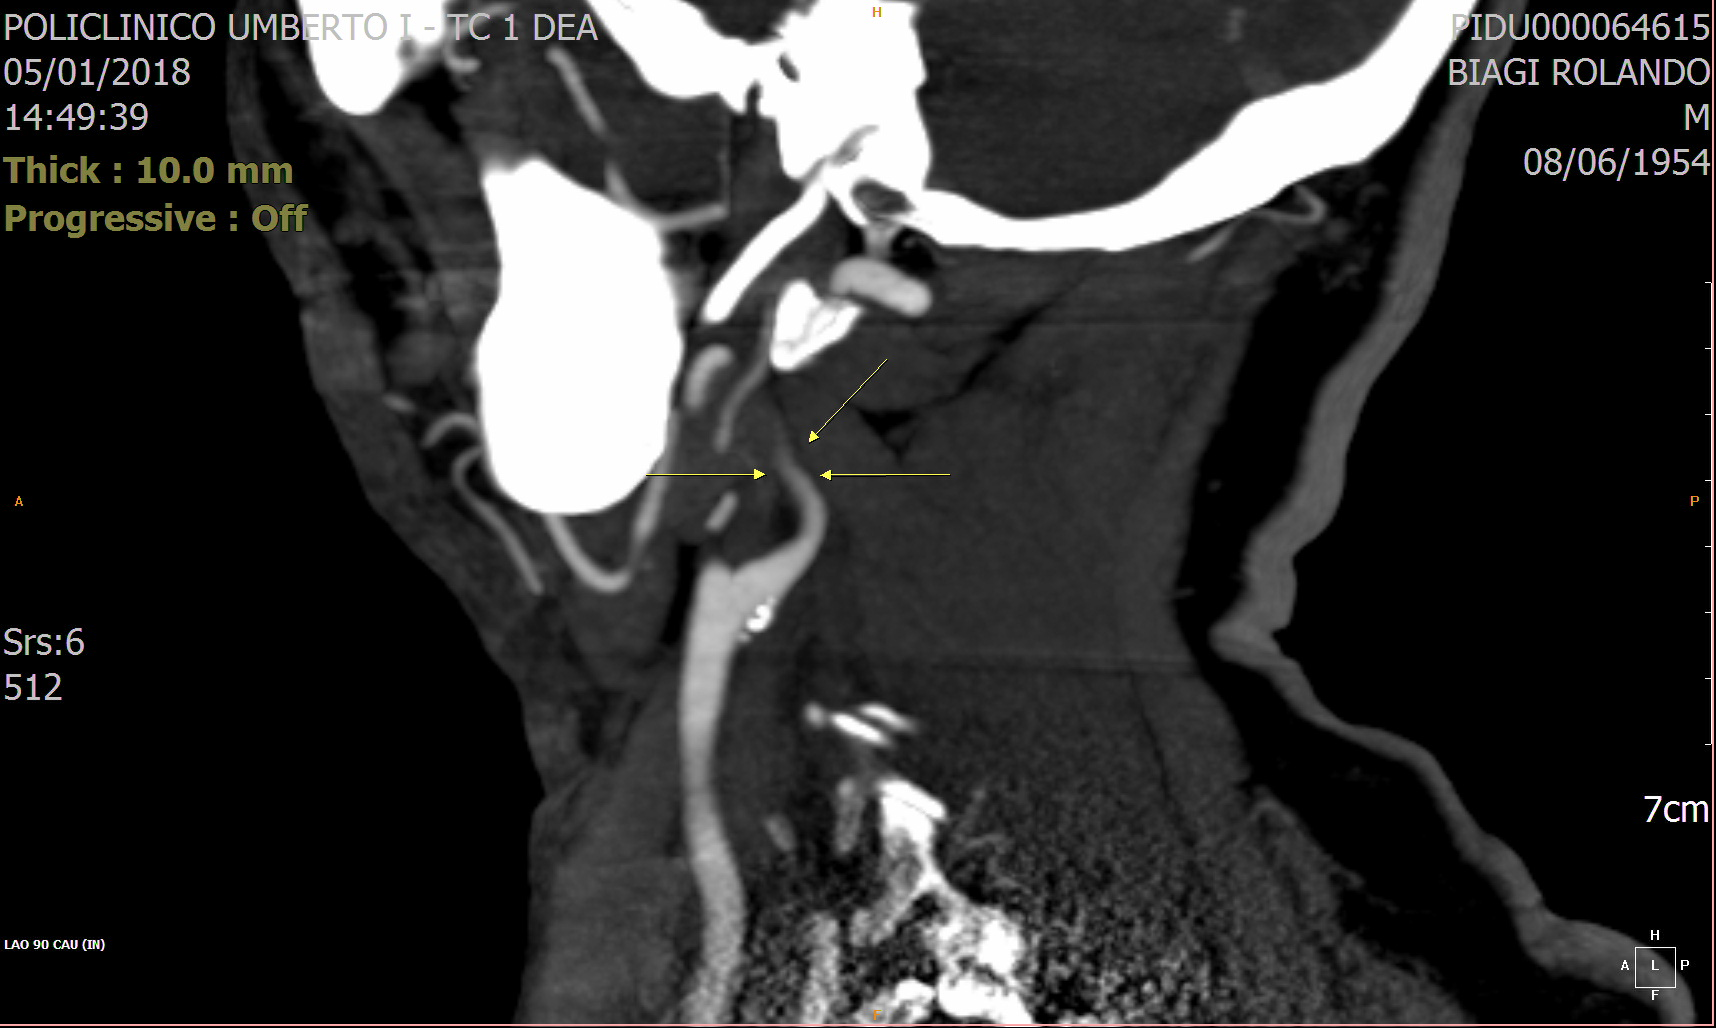 POLICLINICO UMBERTO I - TC 1 DEA
05/01/2018
14:49:39
Thick : 10.0 mm
Progressive : Off
H
PIDU000064615
BIAGI ROLANDO
M
08/06/1954
A
P
Srs:6
512
7cm
LAO 90 CAU (IN)
H
A L P
F
F